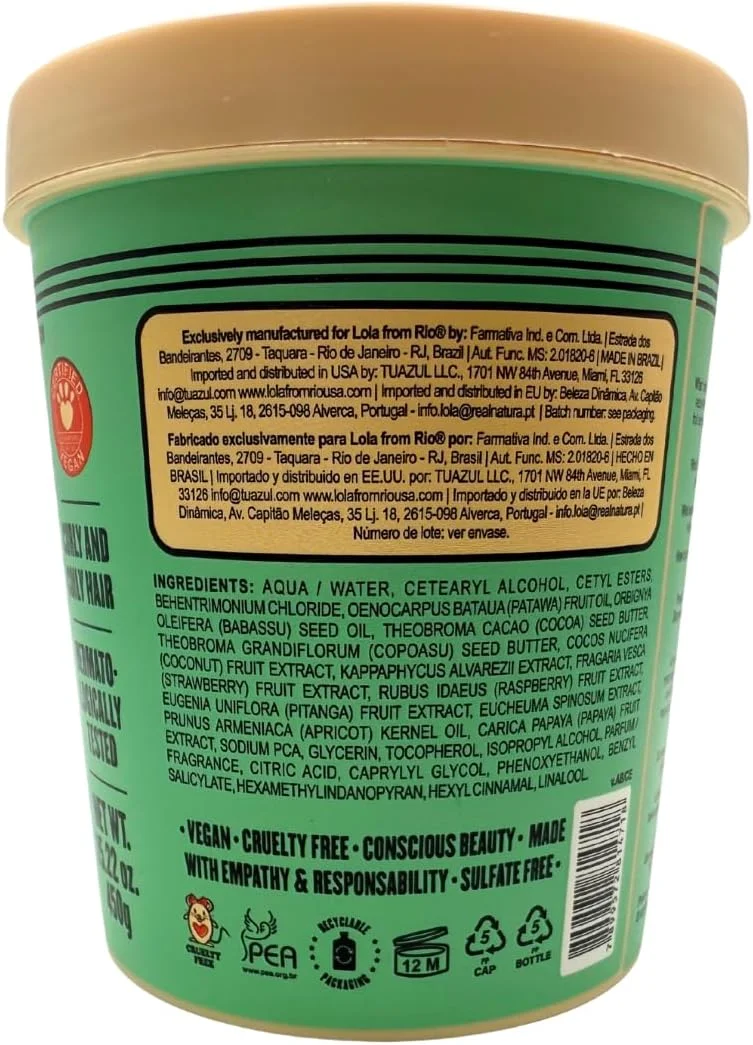 Exclusively manufactured for Lola from Rio® by: Farmativa Ind. e Com. Ltda. | Estrada dos
Bandeirantes, 2709 - Taquara - Rio de Janeiro - RJ, Brazil | Aut. Func. MS: 2.01820-6 | MADE IN BRAZIL |
Imported and distributed in USA by: TUAZUL LLC., 1701 NW 84th Avenue, Miami, FL 33126
info@tuazul.com www.lolafromriousa.com | Imported and distributed in EU by: Beleza Dinâmica, Av. Capitão
Meleças, 35 Lj. 18, 2615-098 Alverca, Portugal - info.lola@realnatura.pt | Batch number: see packaging.
Fabricado exclusivamente para Lola from Rio® por: Farmativa Ind. e Com. Ltda. | Estrada dos
Bandeirantes, 2709 - Taquara - Rio de Janeiro - RJ, Brasil | Aut. Func. MS: 2.01820-6 | HECHO EN
BRASIL | Importado y distribuido en EE.UU. por: TUAZUL LLC., 1701 NW 84th Avenue, Miami, FL
33126 info@tuazul.com www.lolafromriousa.com | Importado y distribuido en la UE por: Beleza
Dinâmica, Av. Capitão Meleças, 35 Lj. 18, 2615-098 Alverca, Portugal - info.lola@realnatura.pt |
Número de lote: ver envase.
INGREDIENTS: AQUA / WATER, CETEARYL ALCOHOL, CETYL ESTERS,
BEHENTRIMONIUM CHLORIDE, OENOCARPUS BATAUA (PATAWA) FRUIT OIL, ORBIGNYA
OLEIFERA (BABASSU) SEED OIL, THEOBROMA CACAO (COCOA) SEED BUTTER,
THEOBROMA GRANDIFLORUM (COPOASU) SEED BUTTER, COCOS NUCIFERA
(COCONUT) FRUIT EXTRACT, KAPPAPHYCUS ALVAREZII EXTRACT, FRAGARIA VESCA
(STRAWBERRY) FRUIT EXTRACT, RUBUS IDAEUS (RASPBERRY) FRUIT EXTRACT,
EUGENIA UNIFLORA (PITANGA) FRUIT EXTRACT, EUCHEUMA SPINOSUM EXTRACT,
PRUNUS ARMENIACA (APRICOT) KERNEL OIL, CARICA PAPAYA (PAPAYA) FRUIT
EXTRACT, SODIUM PCA, GLYCERIN, TOCOPHEROL, ISOPROPYL ALCOHOL, PARFUM /
FRAGRANCE, CITRIC ACID, CAPRYLYL GLYCOL, PHENOXYETHANOL, BENZYL
SALICYLATE, HEXAMETHYLINDANOPYRAN, HEXYL CINNAMAL, LINALOOL.
• VEGAN • CRUELTY FREE • CONSCIOUS BEAUTY • MADE
WITH EMPATHY & RESPONSABILITY • SULFATE FREE •
CRUELTY
FREE
PEA
www.pea.org.br
RECYCLABLE
PACKAGING
12 M
5
PP
CAP
5
PP
BOTTLE
VEGAN
AND
HAIR
TESTED
NET WT.
450g